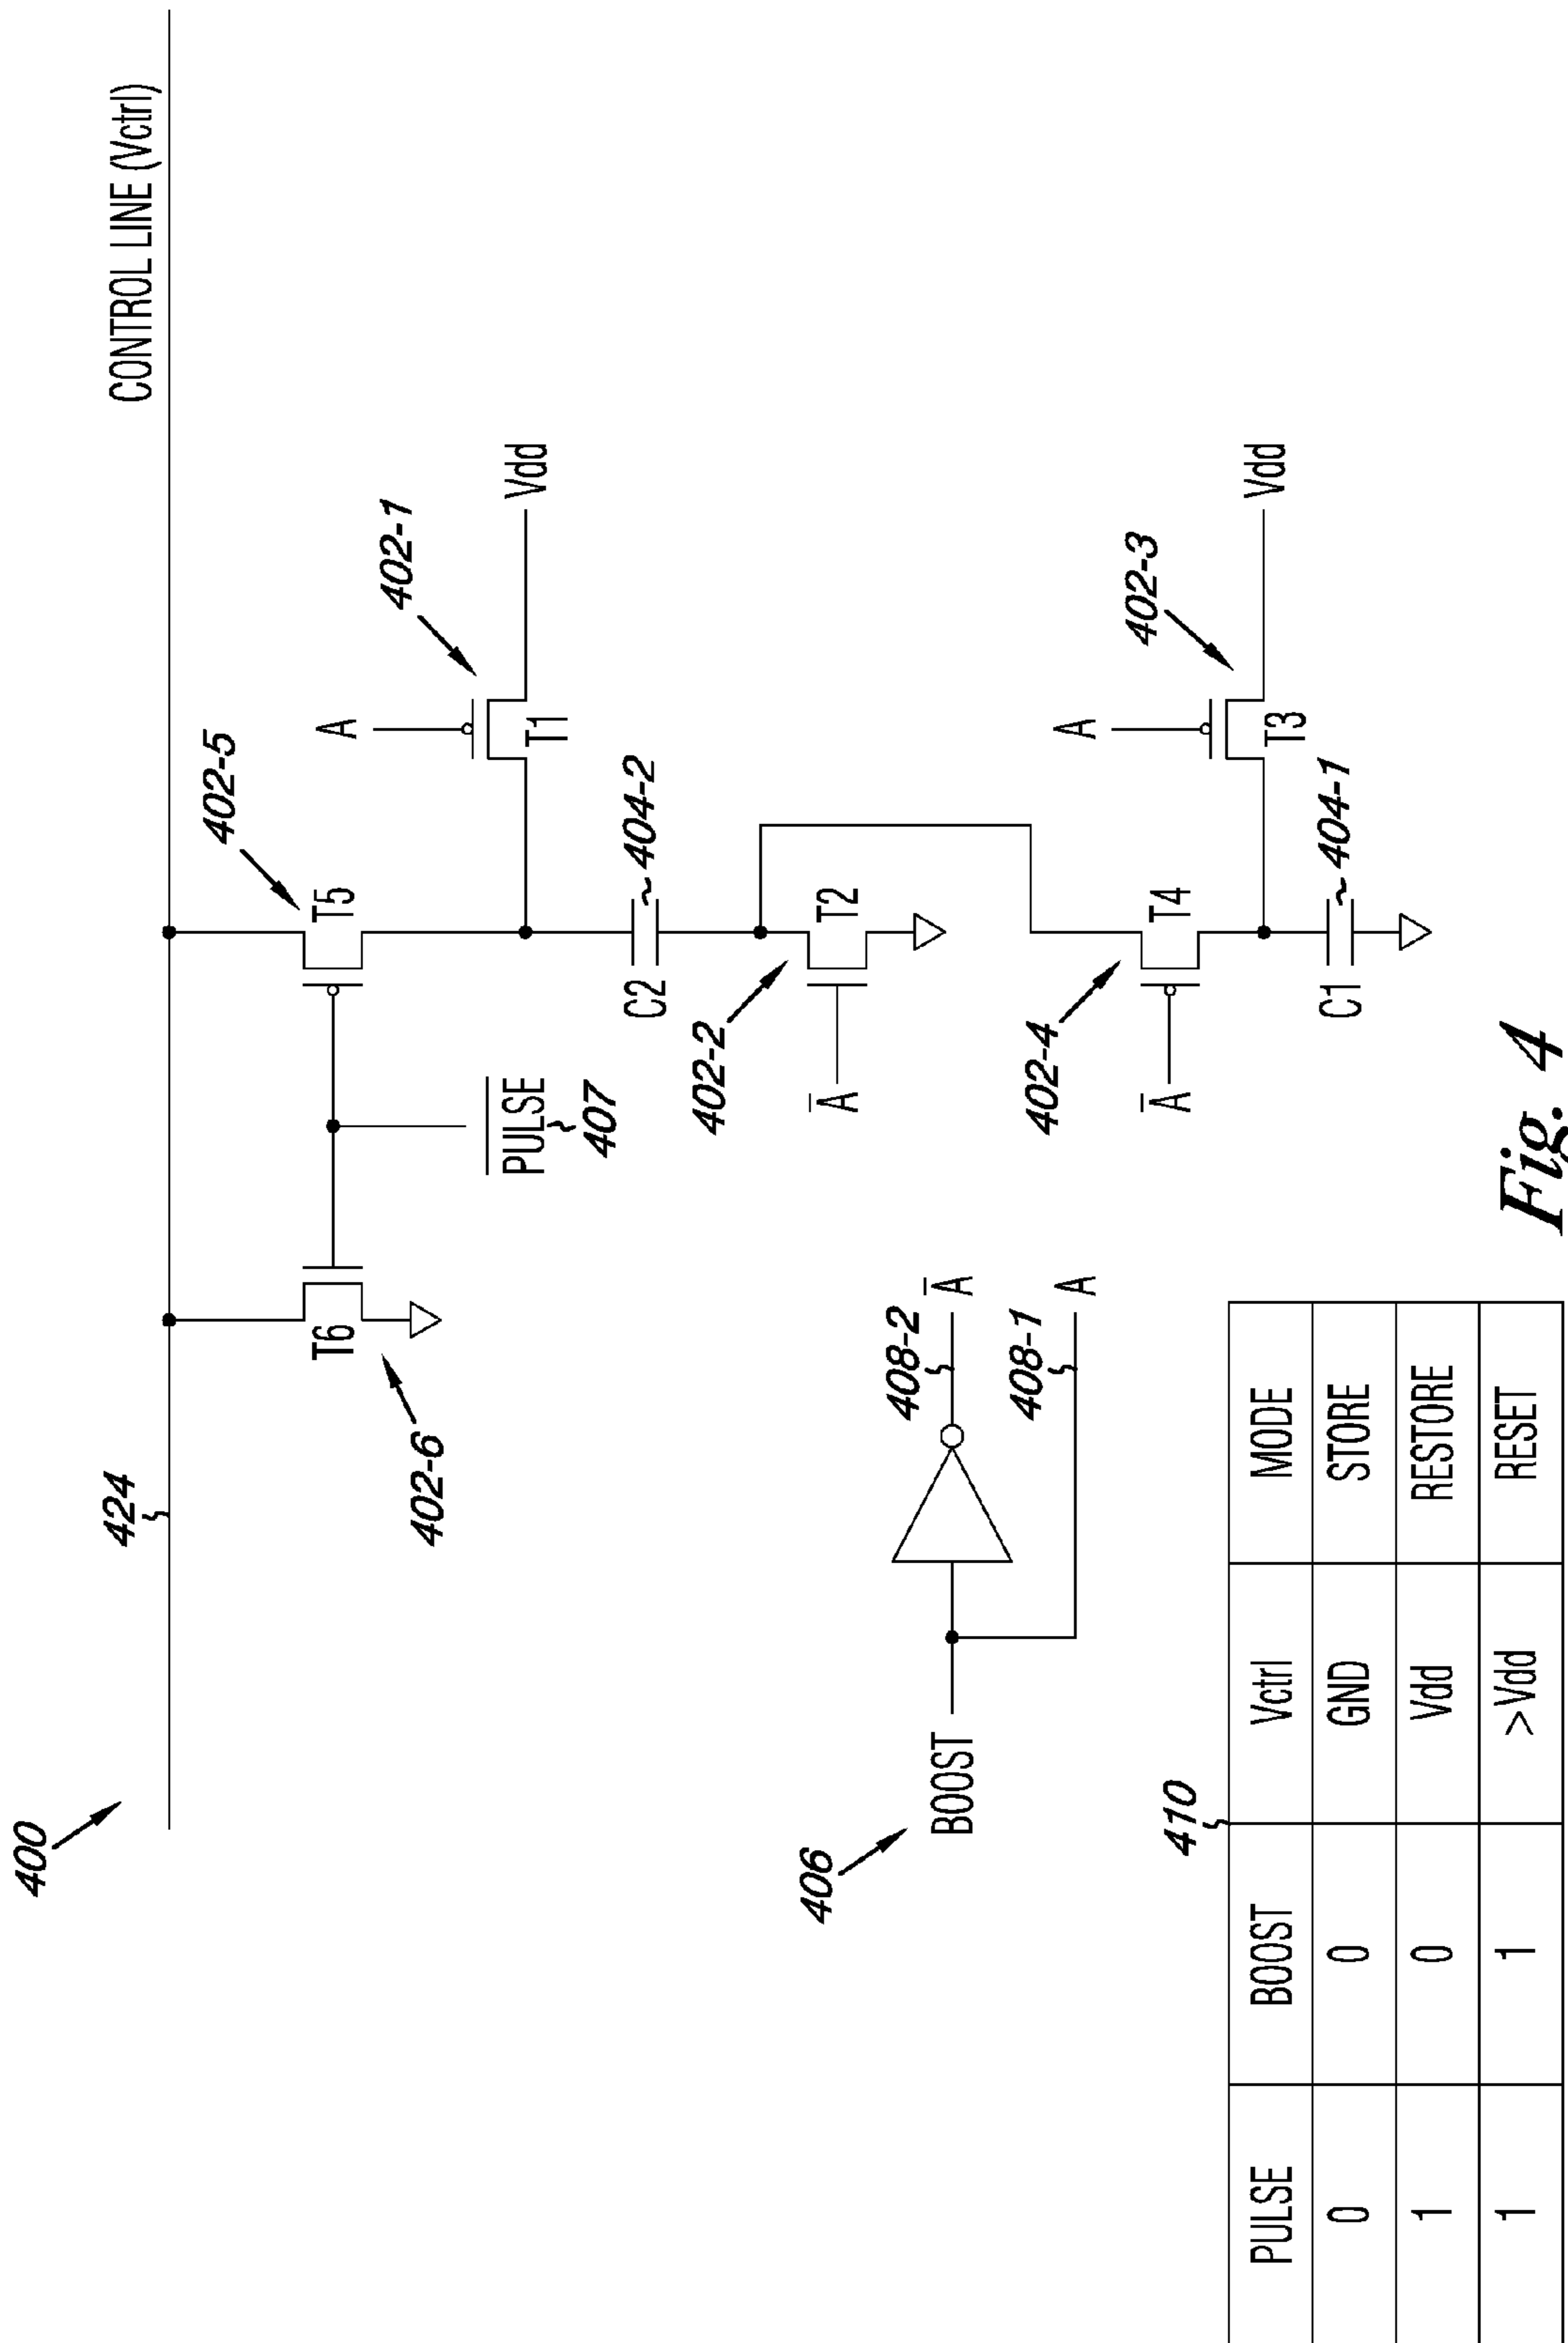 400
424
CONTROL LINE (Vctrl)
402-5
T5
T6
402-6
402-1
A
T1
Vdd
PULSE
407
C2
404-2
402-2
A̅
T2
406
BOOST
408-2
A̅
408-1
A
402-4
A̅
T4
402-3
A
T3
Vdd
C1
404-1
410
PULSE BOOST Vctrl MODE
0 0 GND STORE
1 0 Vdd RESTORE
1 1 >Vdd RESET
Fig. 4